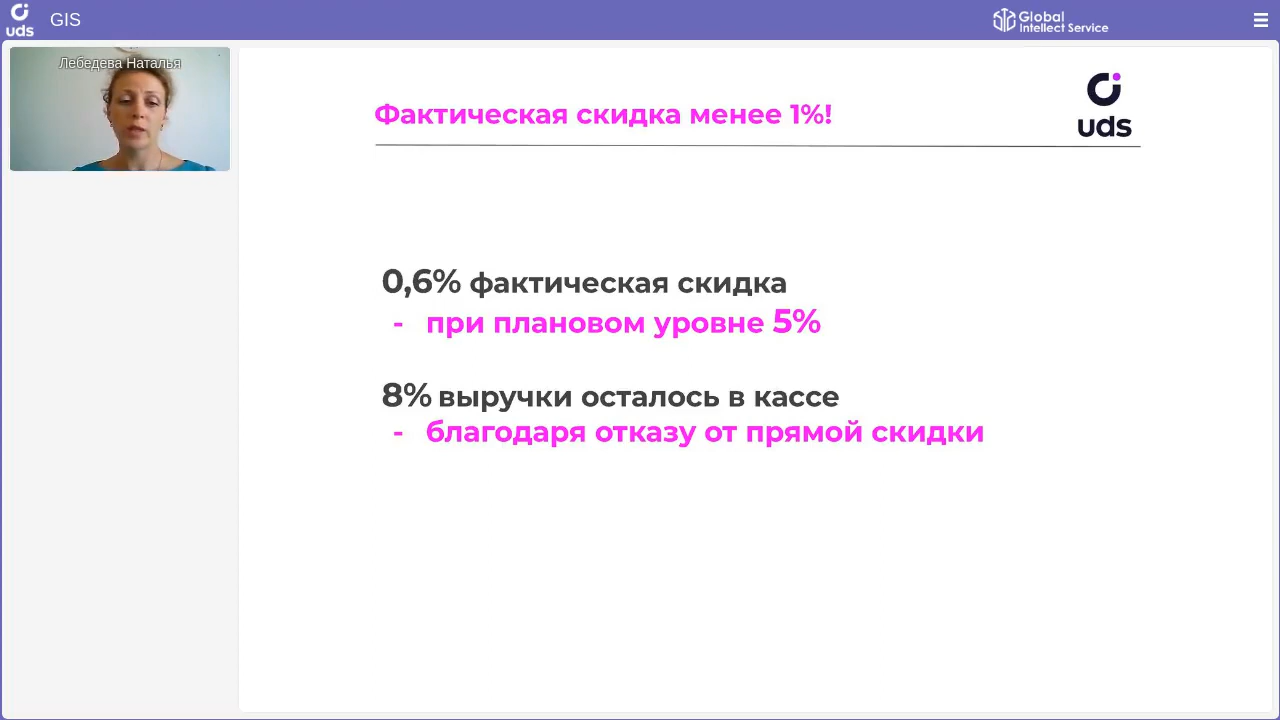 uds
GIS
Global
Intellect Service
Лебедева Наталья
Фактическая скидка менее 1%!
uds
0,6% фактическая скидка
- при плановом уровне 5%
8% выручки осталось в кассе
- благодаря отказу от прямой скидки